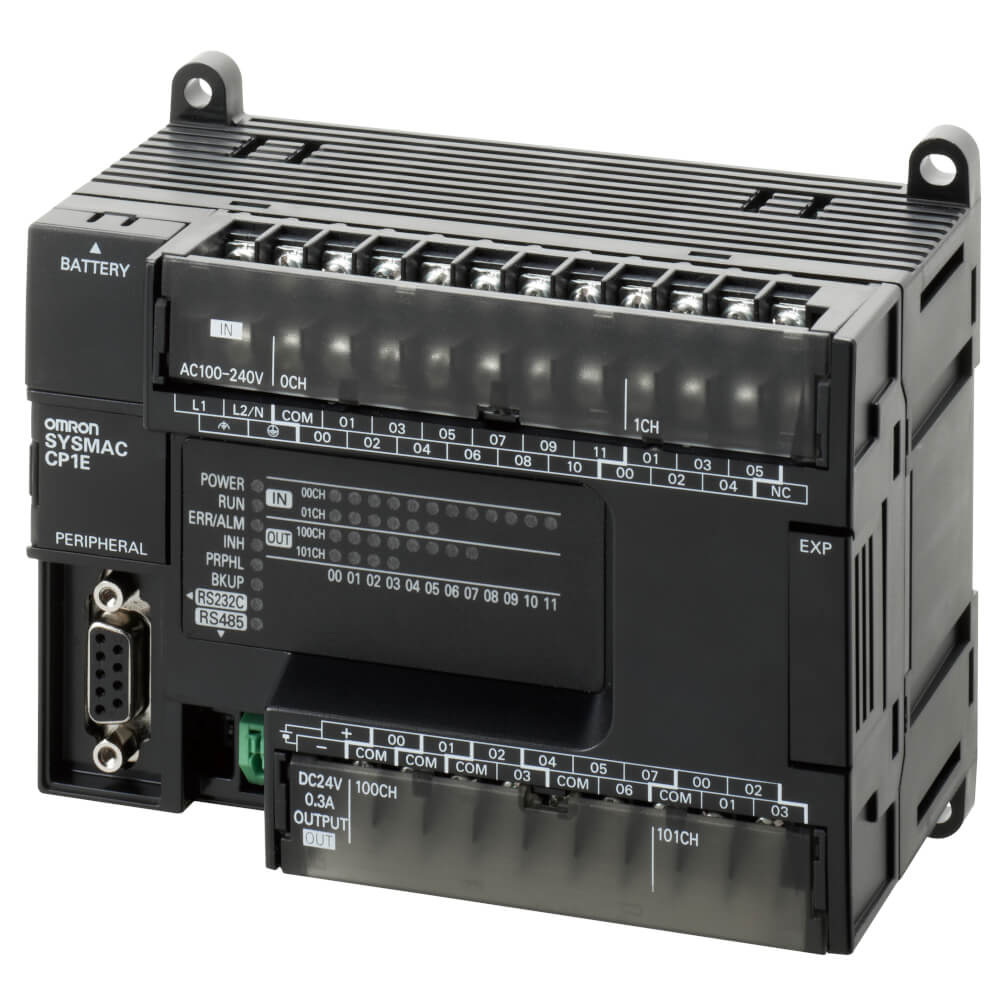 BATTERY
IN
AC100-240V 0CH 1CH
L1 L2/N COM 01 03 05 07 09 11 01 03 05
00 02 04 06 08 10 00 02 04 NC
OMRON
SYSMAC
CP1E
PERIPHERAL
POWER
RUN
ERR/ALM
INH
PRPHL
BKUP
RS232C
RS485
IN 00CH
01CH
OUT 100CH
101CH
00 01 02 03 04 05 06 07 08 09 10 11
EXP
+ 00 01 02 04 05 07 00 02
− COM COM COM 03 COM 06 COM 01 03
DC24V
0.3A
OUTPUT
OUT
100CH 101CH